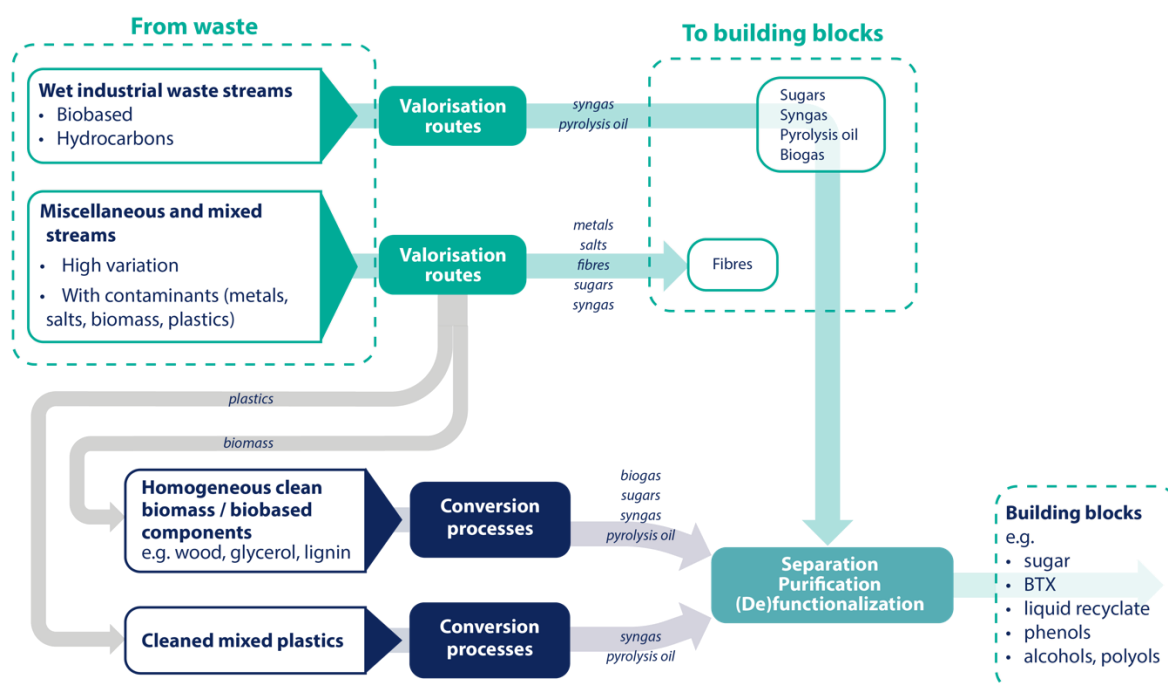 From waste
To building blocks
Wet industrial waste streams
• Biobased
• Hydrocarbons
Valorisation
routes
syngas
pyrolysis oil
Sugars
Syngas
Pyrolysis oil
Biogas
Miscellaneous and mixed
streams
• High variation
• With contaminants (metals,
salts, biomass, plastics)
Valorisation
routes
metals
salts
fibres
sugars
syngas
Fibres
plastics
biomass
Homogeneous clean
biomass / biobased
components
e.g. wood, glycerol, lignin
Conversion
processes
biogas
sugars
syngas
pyrolysis oil
Cleaned mixed plastics
Conversion
processes
syngas
pyrolysis oil
Separation
Purification
(De)functionalization
Building blocks
e.g.
• sugar
• BTX
• liquid recyclate
• phenols
• alcohols, polyols